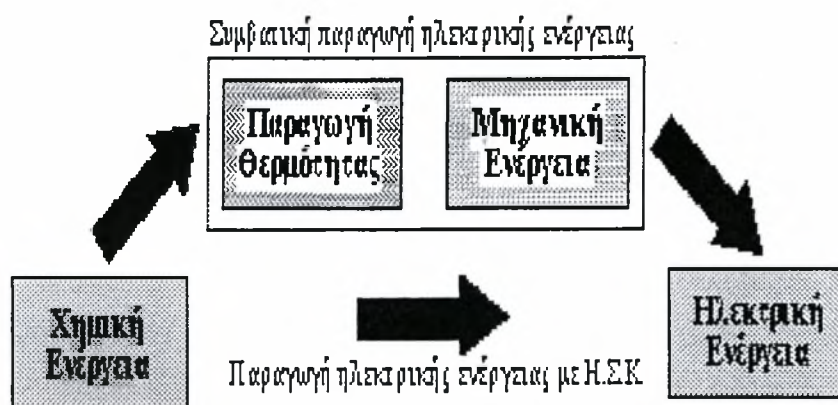 Συμβατική παραγωγή ηλεκτρικής ενέργειας
Παραγωγή
Θερμότητας
Μηχανική
Ενέργεια
Χημική
Ενέργεια
Ηλεκτρική
Ενέργεια
Παραγωγή ηλεκτρικής ενέργειας με Η.Σ.Κ